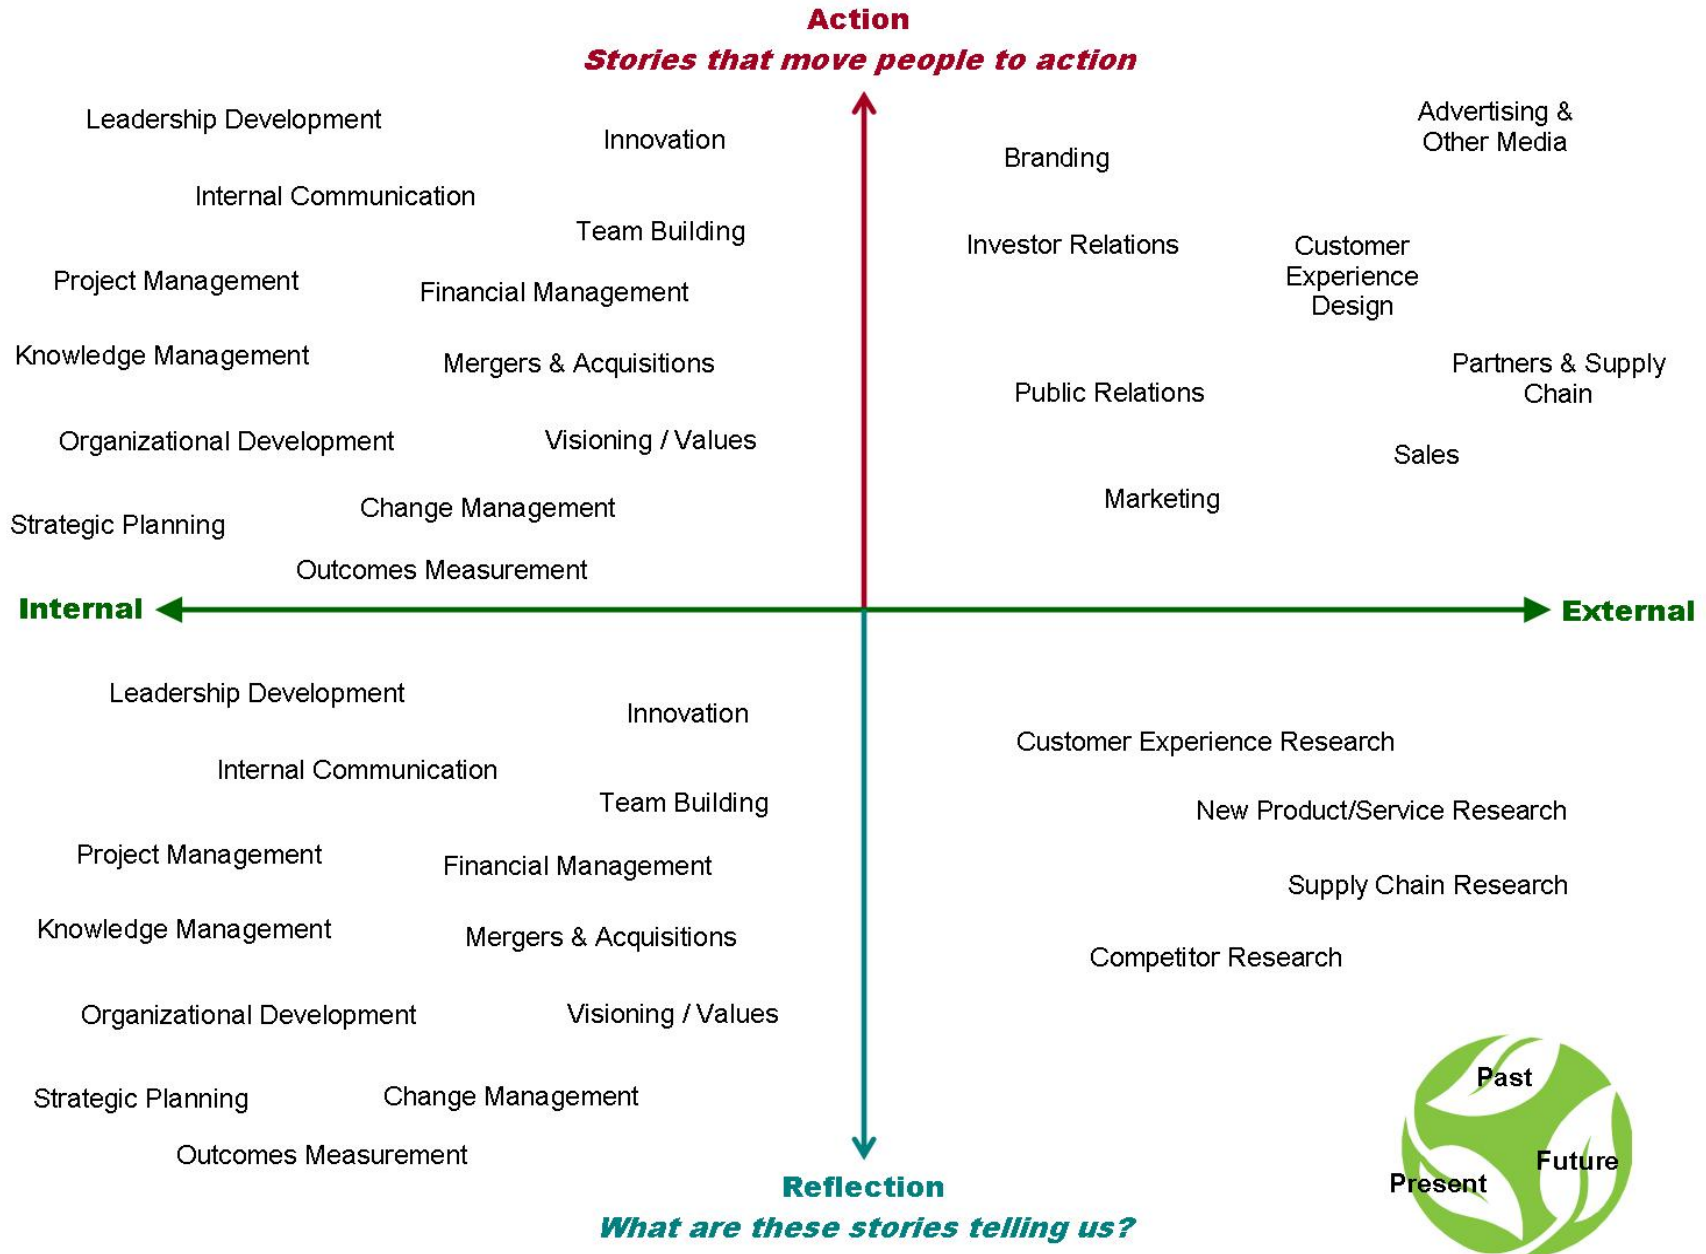 Action
Stories that move people to action
Leadership Development
Innovation
Internal Communication
Team Building
Project Management
Financial Management
Knowledge Management
Mergers & Acquisitions
Organizational Development
Visioning / Values
Strategic Planning
Change Management
Outcomes Measurement
Branding
Advertising &
Other Media
Investor Relations
Customer
Experience
Design
Public Relations
Partners & Supply
Chain
Sales
Marketing
Internal
External
Leadership Development
Innovation
Internal Communication
Team Building
Project Management
Financial Management
Knowledge Management
Mergers & Acquisitions
Organizational Development
Visioning / Values
Strategic Planning
Change Management
Outcomes Measurement
Customer Experience Research
New Product/Service Research
Supply Chain Research
Competitor Research
Past
Future
Present
Reflection
What are these stories telling us?